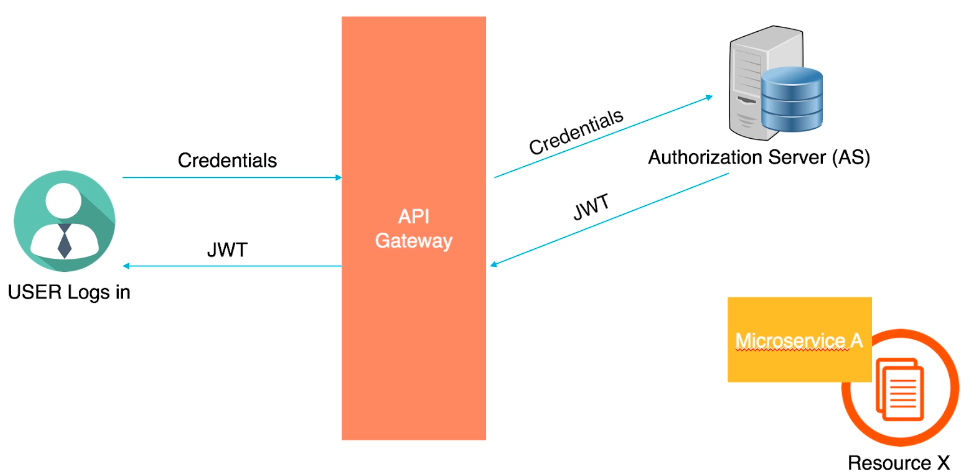 Credentials
Credentials
Authorization Server (AS)
API
Gateway
JWT
JWT
USER Logs in
Microservice A
Resource X